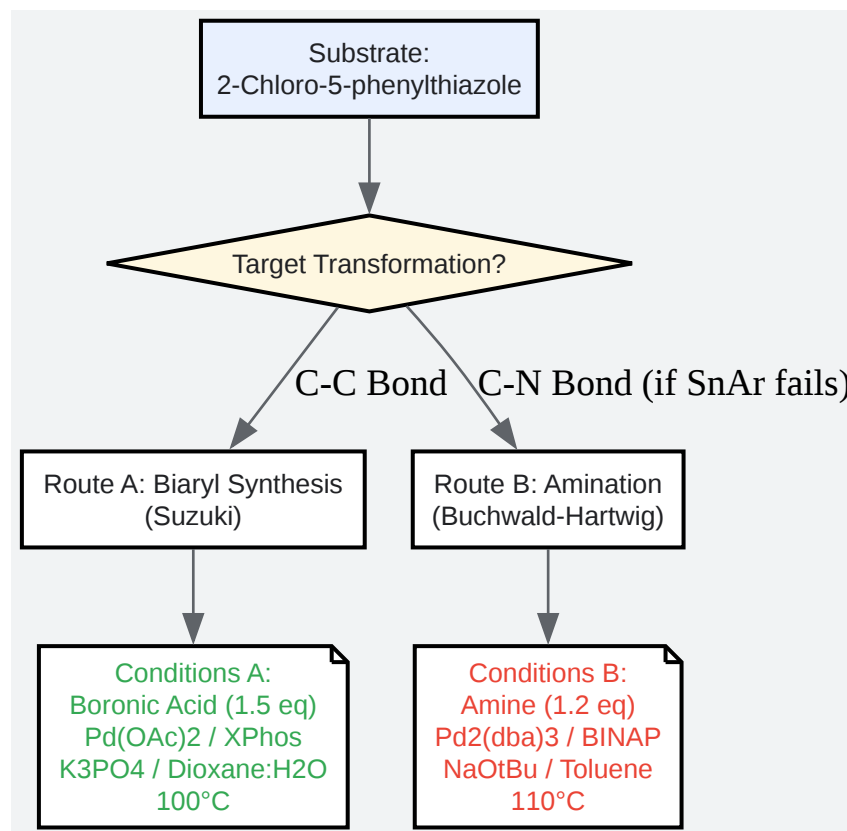 Substrate:
2-Chloro-5-phenylthiazole
Target Transformation?
C-C Bond
C-N Bond (if SnAr fails)
Route A: Biaryl Synthesis
(Suzuki)
Route B: Amination
(Buchwald-Hartwig)
Conditions A:
Boronic Acid (1.5 eq)
Pd(OAc)2 / XPhos
K3PO4 / Dioxane:H2O
100°C
Conditions B:
Amine (1.2 eq)
Pd2(dba)3 / BINAP
NaOtBu / Toluene
110°C